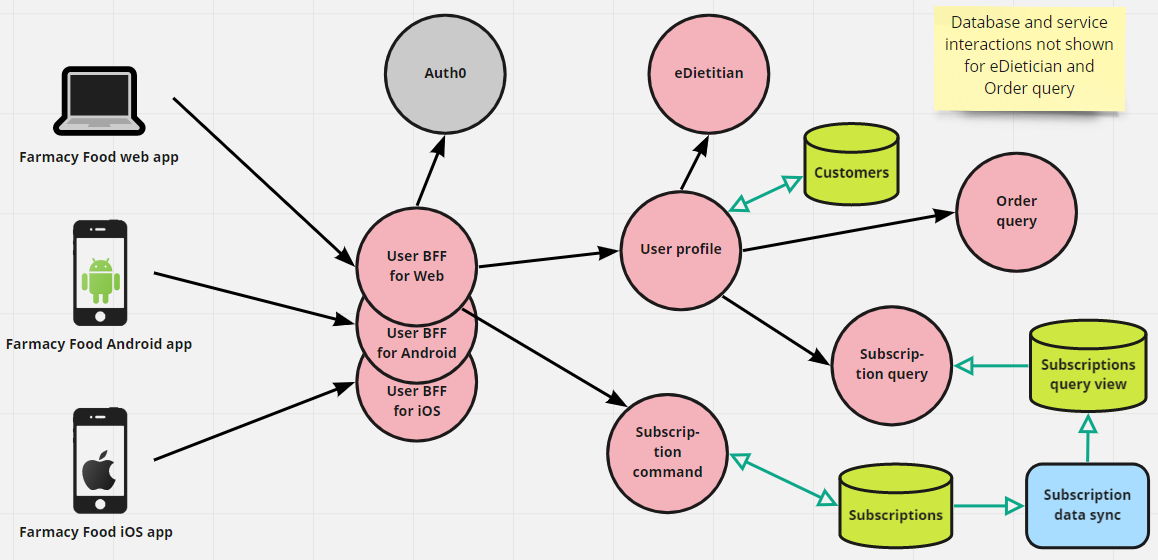 Database and service
interactions not shown
for eDietician and
Order query
Auth0
eDietitian
Farmacy Food web app
Customers
Order
query
User BFF
for Web
User profile
Farmacy Food Android app
User BFF
for Android
Subscrip-
tion query
Subscriptions
query view
User BFF
for iOS
Subscrip-
tion
command
Subscriptions
Subscription
data sync
Farmacy Food iOS app